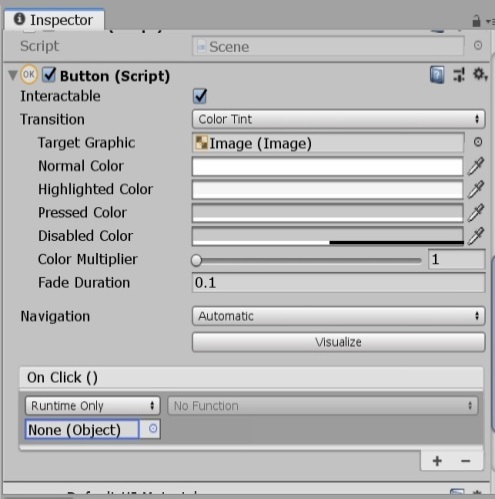 Inspector
Script Scene
OK Button (Script)
Interactable
Transition Color Tint
Target Graphic Image (Image)
Normal Color
Highlighted Color
Pressed Color
Disabled Color
Color Multiplier 1
Fade Duration 0.1
Navigation Automatic
Visualize
On Click ()
Runtime Only No Function
None (Object)
+ −